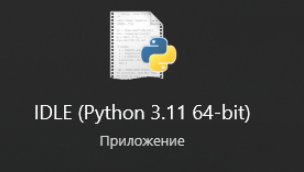 IDLE (Python 3.11 64-bit)
Приложение